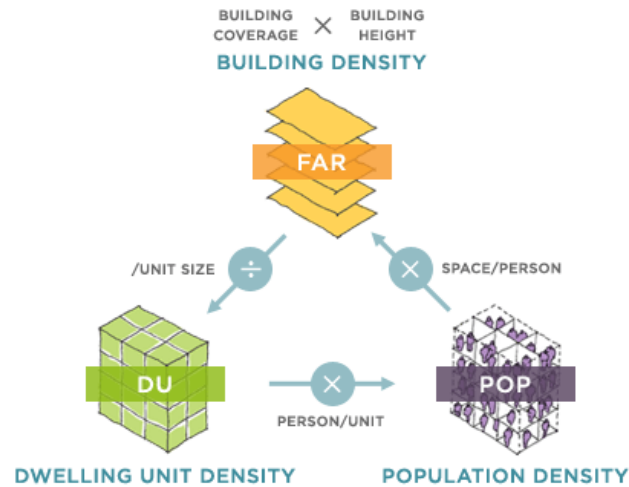 BUILDING COVERAGE × BUILDING HEIGHT
BUILDING DENSITY
FAR
/UNIT SIZE ÷ × SPACE/PERSON
DU × POP
PERSON/UNIT
DWELLING UNIT DENSITY POPULATION DENSITY